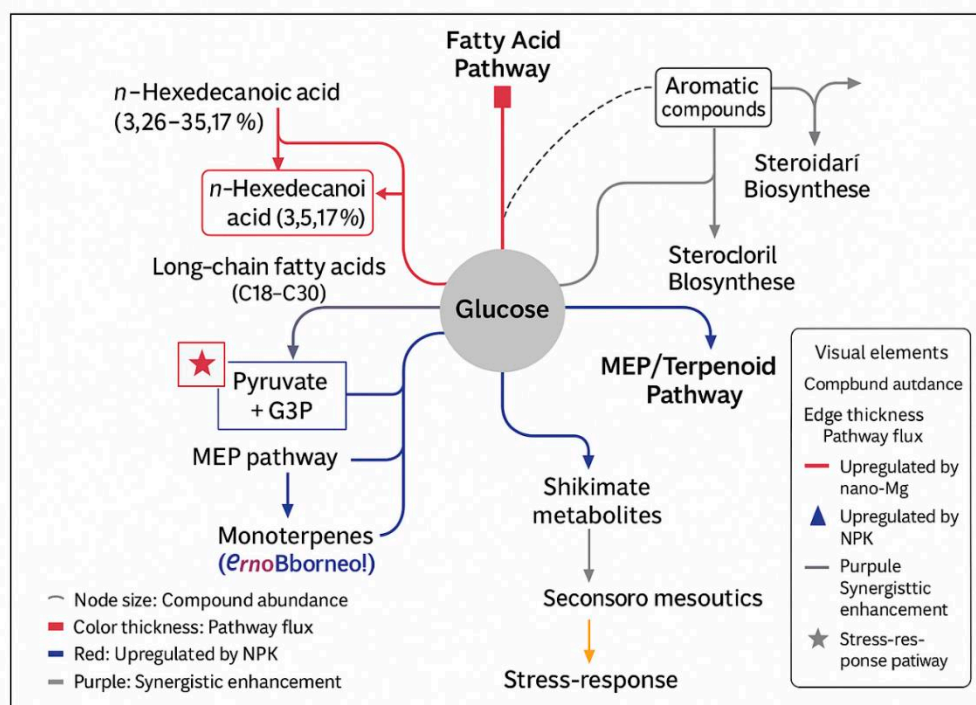 Fatty Acid
Pathway
n–Hexedecanoic acid
(3,26–35,17 %)
Aromatic
compounds
n-Hexedecanoi
acid (3,5,17 %)
Steroidarí
Biosynthese
Long–chain fatty acids
(C18–C30)
Sterocloril
Blosynthese
Glucose
Pyruvate
+ G3P
MEP/Terpenoid
Pathway
MEP pathway
Monoterpenes
(ernoBborneo!)
Shikimate
metabolites
Seconsoro mesoutics
Stress-response
Node size: Compound abundance
Color thickness: Pathway flux
Red: Upregulated by NPK
Purple: Synergistic enhancement
Visual elements
Compbund autdance
Edge thickness
Pathway flux
Upregulated by
nano-Mg
Upregulated by
NPK
Purpule
Synergisttic
enhancement
Stress-res-
ponse patiway